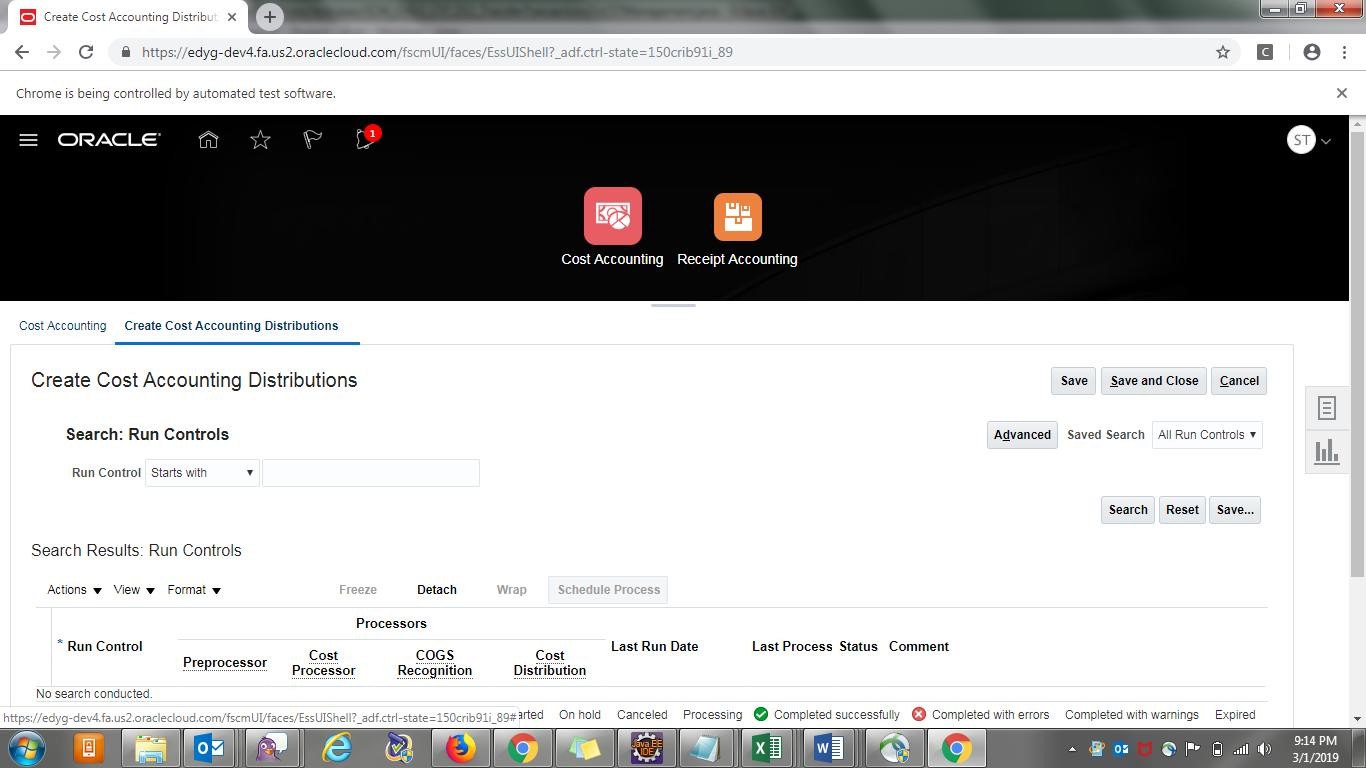 Create Cost Accounting Distribut
https://edyg-dev4.fa.us2.oraclecloud.com/fscmUI/faces/EssUIShell?_adf.ctrl-state=150crib91i_89
C
Chrome is being controlled by automated test software.
ORACLE
1
ST
Cost Accounting
Receipt Accounting
Cost Accounting
Create Cost Accounting Distributions
Create Cost Accounting Distributions
Save
Save and Close
Cancel
Search: Run Controls
Advanced
Saved Search
All Run Controls
Run Control
Starts with
Search
Reset
Save...
Search Results: Run Controls
Actions
View
Format
Freeze
Detach
Wrap
Schedule Process
Processors
* Run Control
Last Run Date
Last Process
Status
Comment
Preprocessor
Cost
Processor
COGS
Recognition
Cost
Distribution
No search conducted.
https://edyg-dev4.fa.us2.oraclecloud.com/fscmUI/faces/EssUIShell?_adf.ctrl-state=150crib91i_89#
arted
On hold
Canceled
Processing
Completed successfully
Completed with errors
Completed with warnings
Expired
Java EE
IDE
9:14 PM
3/1/2019